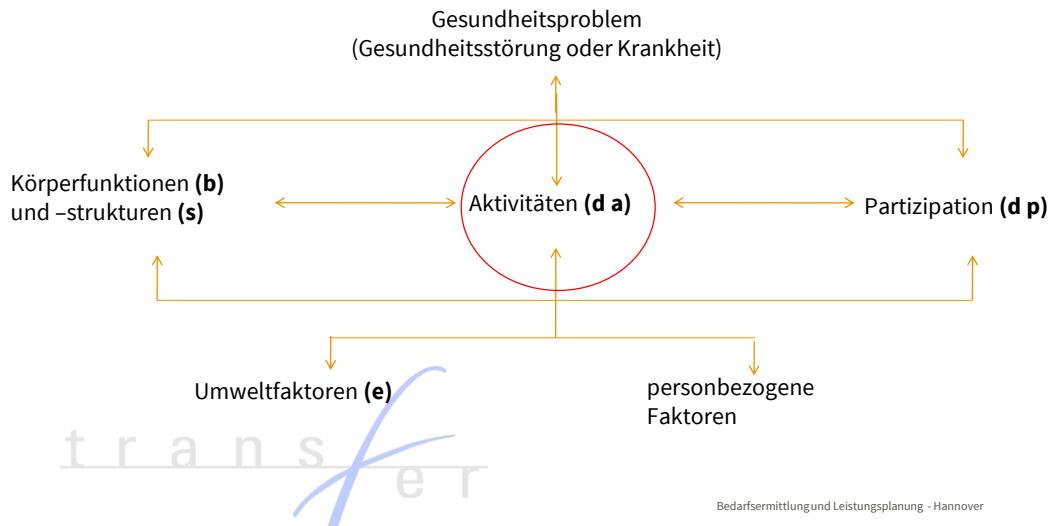 Gesundheitsproblem
(Gesundheitsstörung oder Krankheit)
Körperfunktionen (b)
und –strukturen (s)
Aktivitäten (d a)
Partizipation (d p)
Umweltfaktoren (e)
personbezogene
Faktoren
transfer
Bedarfsermittlung und Leistungsplanung - Hannover